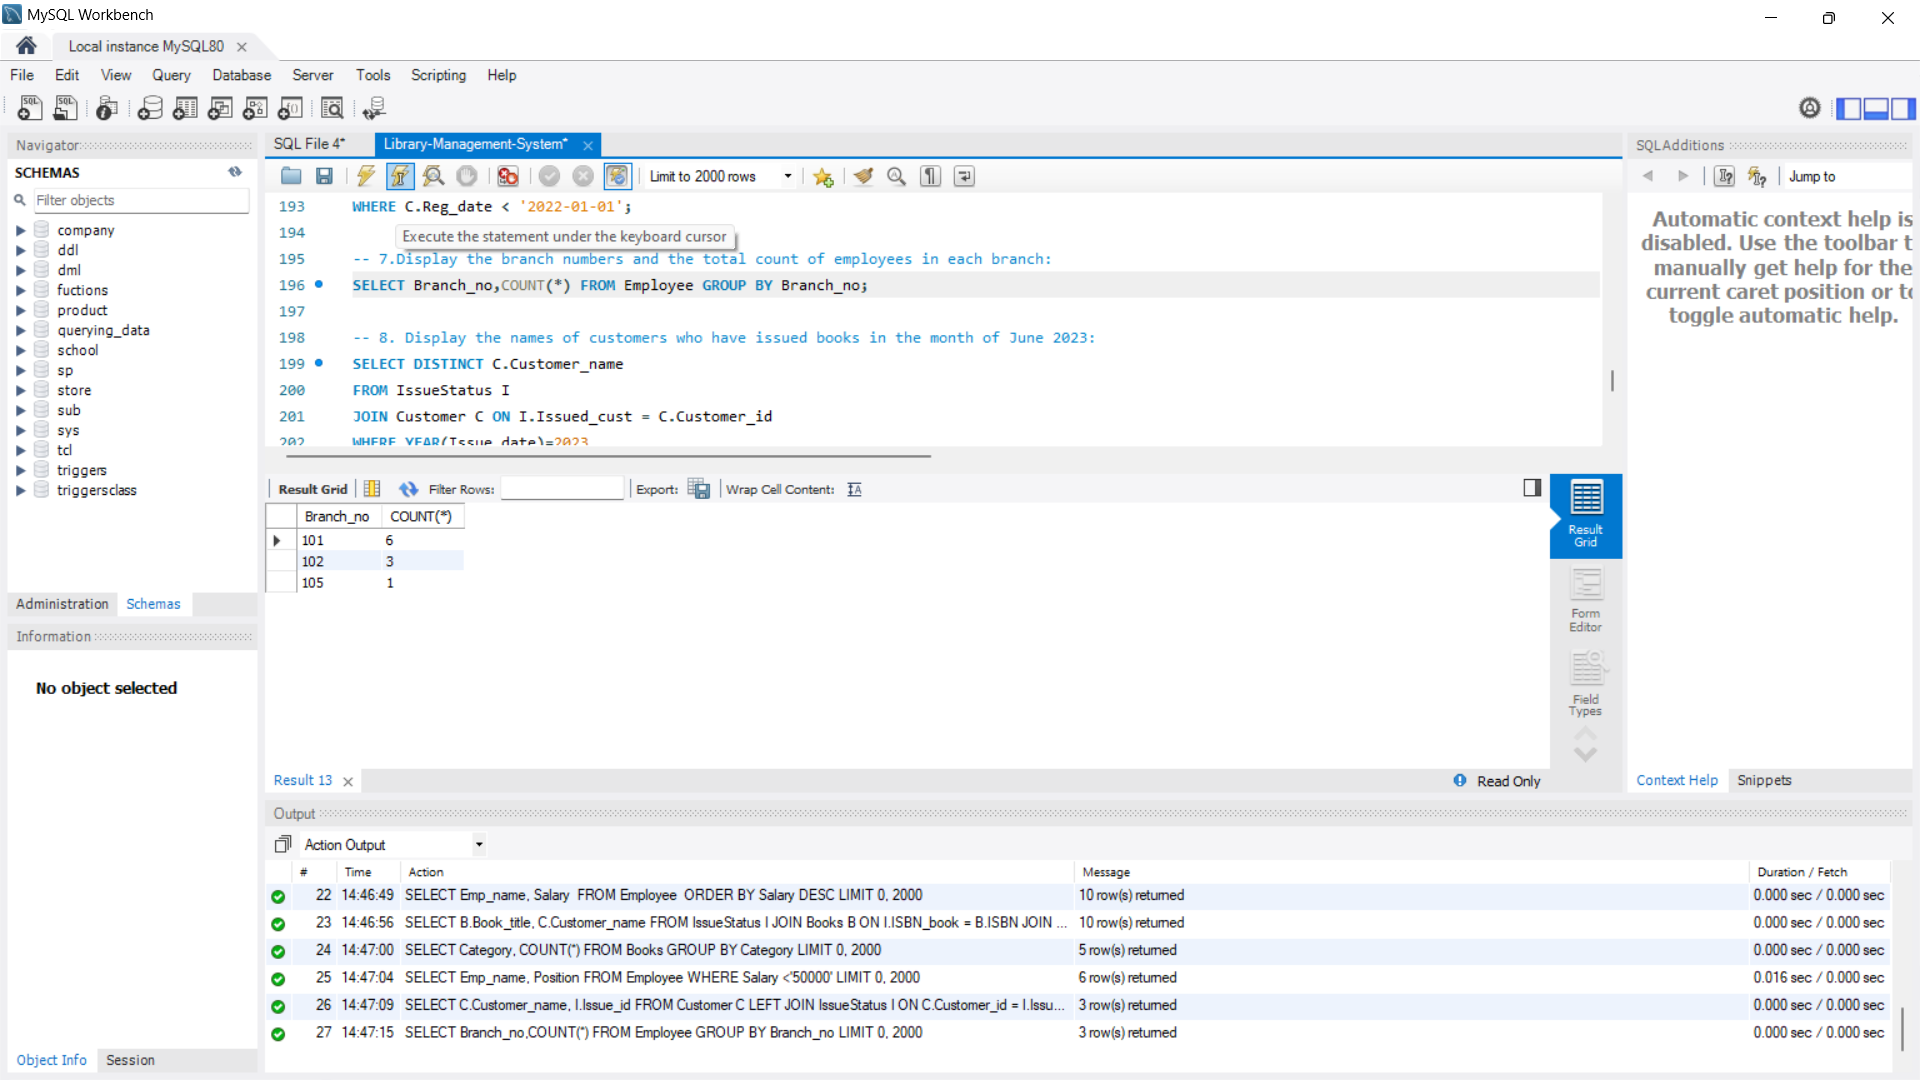 MySQL Workbench
Local instance MySQL80
File Edit View Query Database Server Tools Scripting Help
Navigator
SCHEMAS
Filter objects
company
ddl
dml
fuctions
product
querying_data
school
sp
store
sub
sys
tcl
triggers
triggersclass
Administration Schemas
Information
No object selected
Object Info Session
SQL File 4* Library-Management-System*
Limit to 2000 rows
193 WHERE C.Reg_date < '2022-01-01';
194
Execute the statement under the keyboard cursor
195 -- 7.Display the branch numbers and the total count of employees in each branch:
196 SELECT Branch_no,COUNT(*) FROM Employee GROUP BY Branch_no;
197
198 -- 8. Display the names of customers who have issued books in the month of June 2023:
199 SELECT DISTINCT C.Customer_name
200 FROM IssueStatus I
201 JOIN Customer C ON I.Issued_cust = C.Customer_id
202 WHERE YEAR(Issue_date)=2023
Result Grid Filter Rows: Export: Wrap Cell Content:
Branch_no COUNT(*)
101 6
102 3
105 1
Result Grid
Form Editor
Field Types
Result 13 Read Only
SQLAdditions
Jump to
Automatic context help is
disabled. Use the toolbar t
manually get help for the
current caret position or to
toggle automatic help.
Context Help Snippets
Output
Action Output
# Time Action Message Duration / Fetch
22 14:46:49 SELECT Emp_name, Salary FROM Employee ORDER BY Salary DESC LIMIT 0, 2000 10 row(s) returned 0.000 sec / 0.000 sec
23 14:46:56 SELECT B.Book_title, C.Customer_name FROM IssueStatus I JOIN Books B ON I.ISBN_book = B.ISBN JOIN ... 10 row(s) returned 0.000 sec / 0.000 sec
24 14:47:00 SELECT Category, COUNT(*) FROM Books GROUP BY Category LIMIT 0, 2000 5 row(s) returned 0.000 sec / 0.000 sec
25 14:47:04 SELECT Emp_name, Position FROM Employee WHERE Salary <'50000' LIMIT 0, 2000 6 row(s) returned 0.016 sec / 0.000 sec
26 14:47:09 SELECT C.Customer_name, I.Issue_id FROM Customer C LEFT JOIN IssueStatus I ON C.Customer_id = I.Issu... 3 row(s) returned 0.000 sec / 0.000 sec
27 14:47:15 SELECT Branch_no,COUNT(*) FROM Employee GROUP BY Branch_no LIMIT 0, 2000 3 row(s) returned 0.000 sec / 0.000 sec